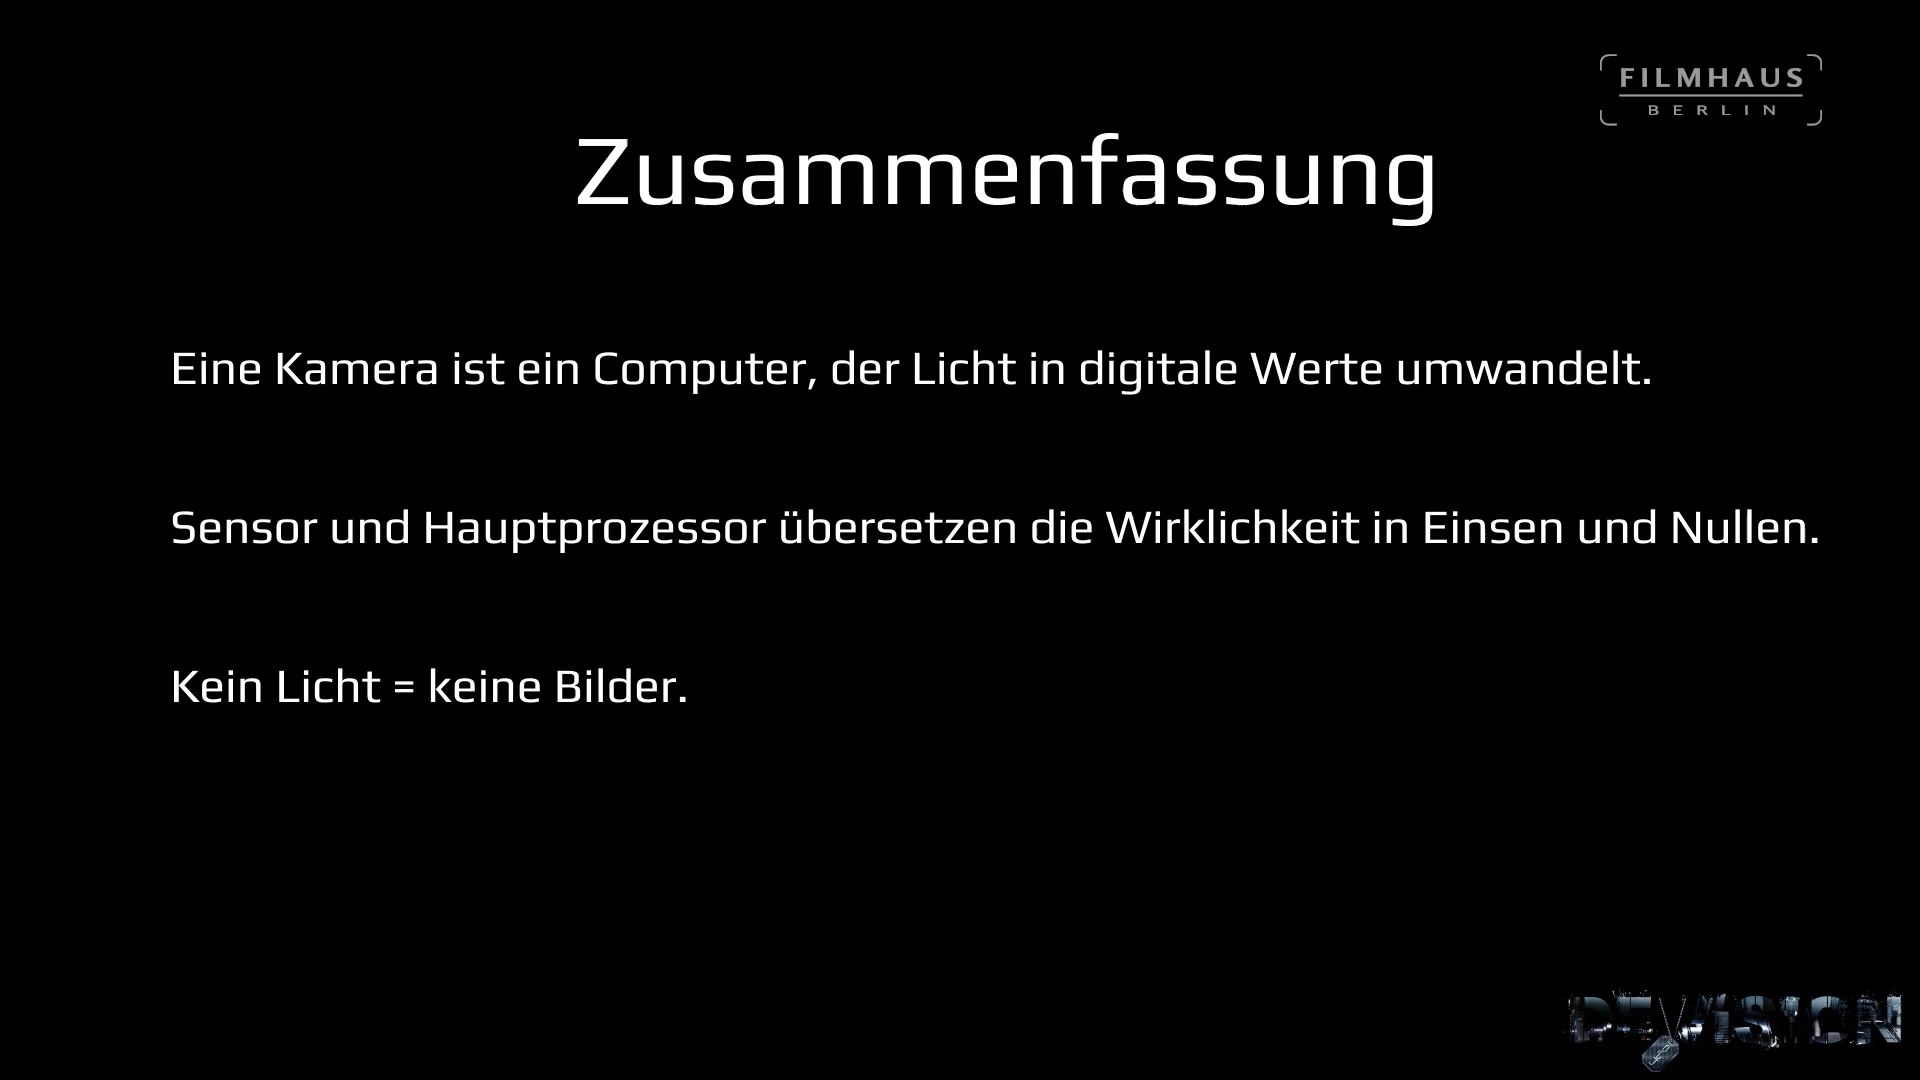 FILMHAUS
BERLIN
Zusammenfassung
Eine Kamera ist ein Computer, der Licht in digitale Werte umwandelt.
Sensor und Hauptprozessor übersetzen die Wirklichkeit in Einsen und Nullen.
Kein Licht = keine Bilder.
DEVISION